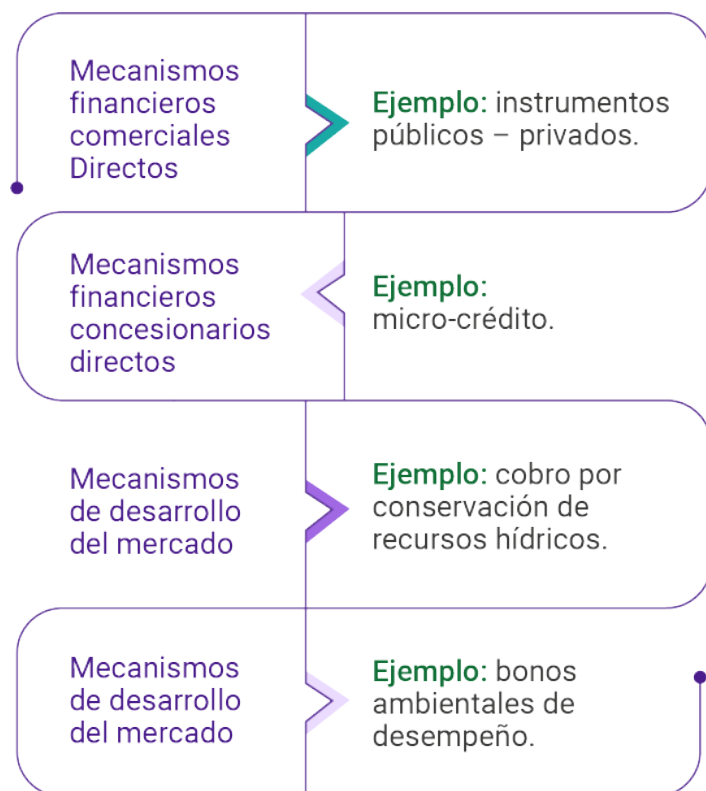 Mecanismos
financieros
comerciales
Directos
Ejemplo: instrumentos
públicos – privados.
Mecanismos
financieros
concesionarios
directos
Ejemplo:
micro-crédito.
Mecanismos
de desarrollo
del mercado
Ejemplo: cobro por
conservación de
recursos hídricos.
Mecanismos
de desarrollo
del mercado
Ejemplo: bonos
ambientales de
desempeño.